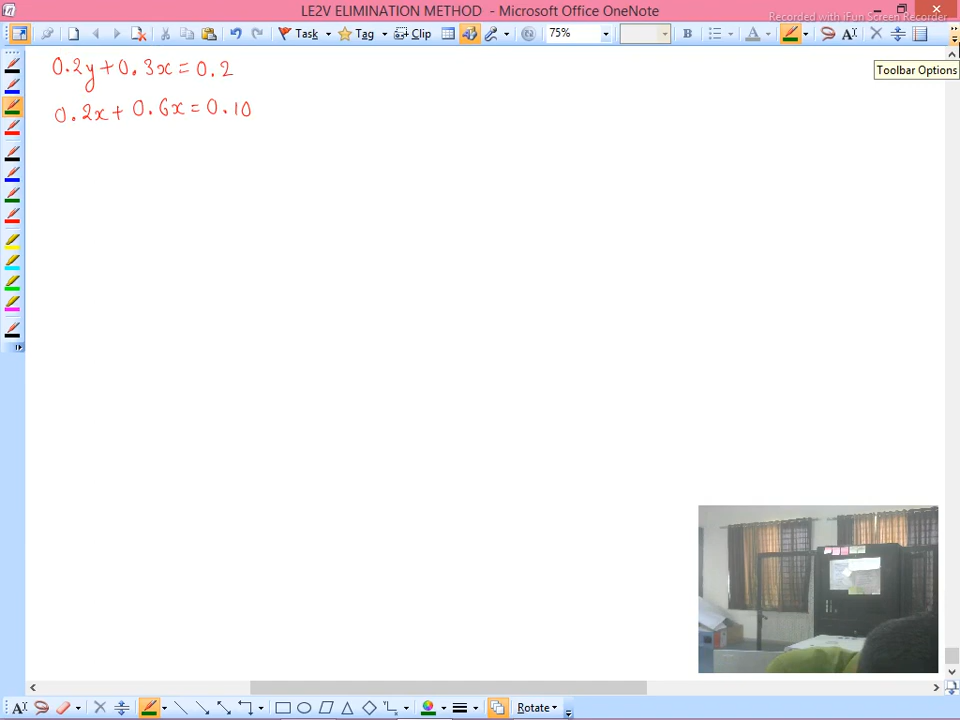 LE2V ELIMINATION METHOD - Microsoft Office OneNote
Recorded with iFun Screen Recorder
Task Tag Clip 75% B A
Toolbar Options
0.2y+0.3x=0.2
0.2x+0.6x=0.10
Rotate